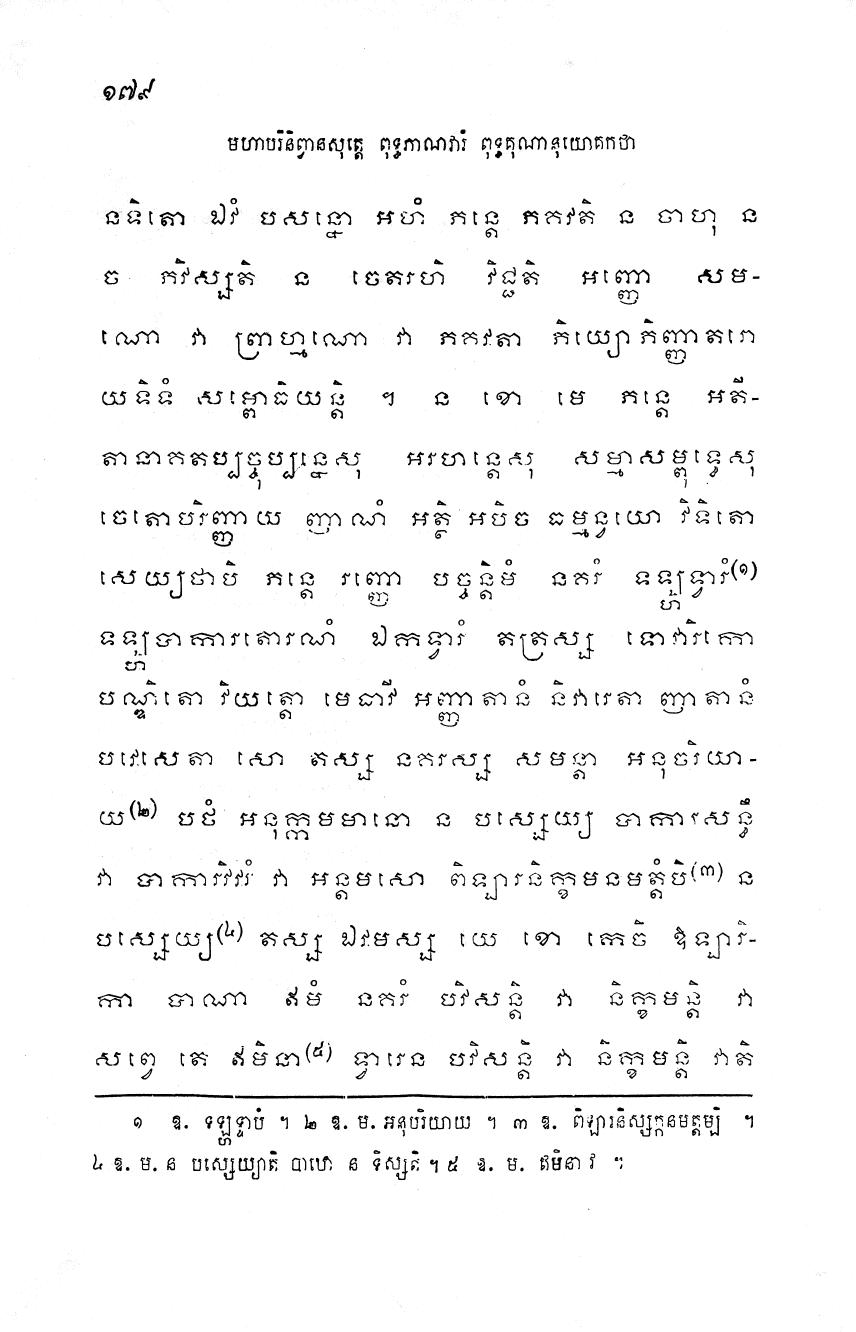 ១៧៩
មហាបរិនិព្វានសុត្តេ ពុទ្ធភាណវារំ ពុទ្ធគុណានុយោគកថា
នទិតោ ឯវំ បសន្នោ អហំ ភន្តេ ភគវតិ ន ចាហុ ន
ច ភវិស្សតិ ន ចេតរហិ វិជ្ជតិ អញ្ញោ សម-
ណោ វា ព្រាហ្មណោ វា ភគវតា ភិយ្យោភិញ្ញាតរោ
យទិទំ សម្ពោធិយន្តិ ។ ន ខោ មេ ភន្តេ អតី-
តានាគតប្បច្ចុប្បន្នេសុ អរហន្តេសុ សម្មាសម្ពុទ្ធេសុ
ចេតោបរិញ្ញាយ ញាណំ អត្ថិ អបិច ធម្មន្វយោ វិទិតោ
សេយ្យថាបិ ភន្តេ រញ្ញោ បច្ចន្តិមំ នគរំ ទឡ្ហទ្វារំ(១)
ទឡ្ហបាការតោរណំ ឯកទ្វារំ តត្រស្ស ទោវារិកោ
បណ្ឌិតោ វិយត្តោ មេធាវី អញ្ញាតានំ និវារេតា ញាតានំ
បវេសេតា សោ តស្ស នគរស្ស សមន្តា អនុចរិយា-
យ(២) បថំ អនុក្កមមានោ ន បស្សេយ្យ បាការសន្ធឹ
វា បាការវិវរំ វា អន្តមសោ ពិឡារនិក្ខមនមត្តំបិ(៣) ន
បស្សេយ្យ(៤) តស្ស ឯវមស្ស យេ ខោ កេចិ ឱឡារិ-
កា បាណា ឥមំ នគរំ បវិសន្តិ វា និក្ខមន្តិ វា
សព្វេ តេ ឥមិនា(៥) ទ្វារេន បវិសន្តិ វា និក្ខមន្តិ វាតិ
១ ឱ. ទឡ្ហទ្ធាបំ ។ ២ ឱ. ម. អនុបរិយាយ ។ ៣ ឱ. ពិឡារនិស្សក្កនមត្តម្បិ ។
៤ ឱ. ម. ន បស្សេយ្យាតិ បាឋោ ន ទិស្សតិ ។ ៥ ឱ. ម. ឥមិនាវ ។